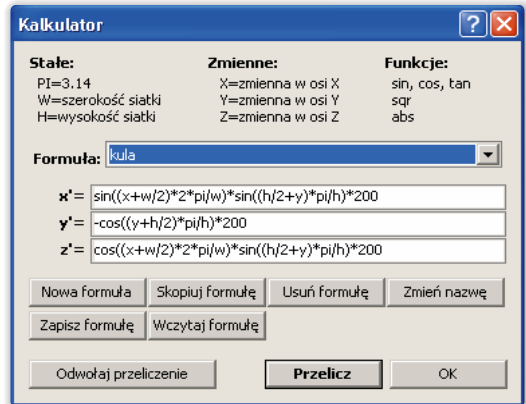 Kalkulator
Stałe: Zmienne: Funkcje:
PI=3.14 X=zmienna w osi X sin, cos, tan
W=szerokość siatki Y=zmienna w osi Y sqr
H=wysokość siatki Z=zmienna w osi Z abs
Formuła: kula
x'= sin((x+w/2)*2*pi/w)*sin((h/2+y)*pi/h)*200
y'= -cos((y+h/2)*pi/h)*200
z'= cos((x+w/2)*2*pi/w)*sin((h/2+y)*pi/h)*200
Nowa formuła Skopiuj formułę Usuń formułę Zmień nazwę
Zapisz formułę Wczytaj formułę
Odwołaj przeliczenie Przelicz OK